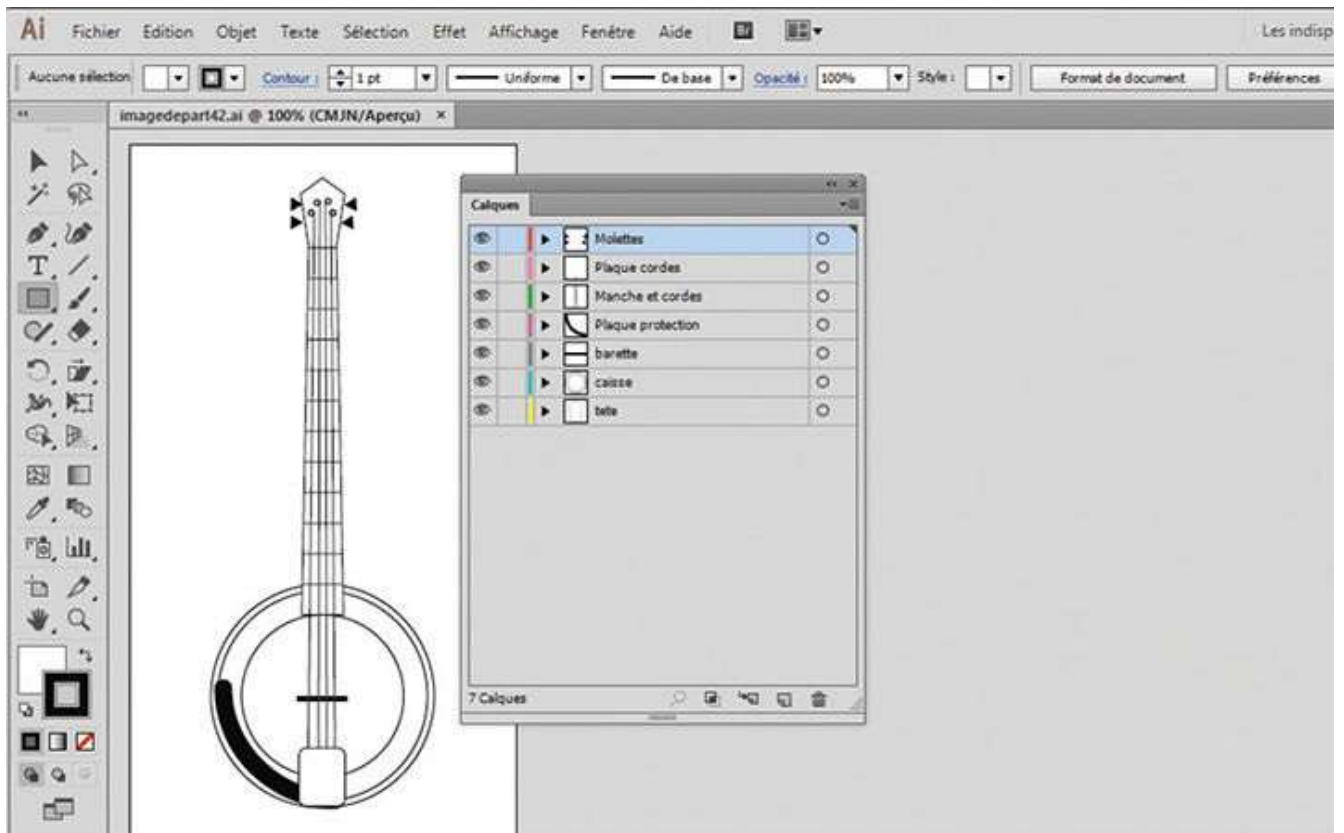 Ai Fichier Edition Objet Texte Sélection Effet Affichage Fenêtre Aide Br Les indisp
Aucune sélection Contour : 1 pt Uniforme De base Opacité : 100% Style : Format de document Préférences
imagedepart42.ai @ 100% (CMJN/Aperçu) ×
Calques
Molettes
Plaque cordes
Manche et cordes
Plaque protection
barette
caisse
tete
7 Calques